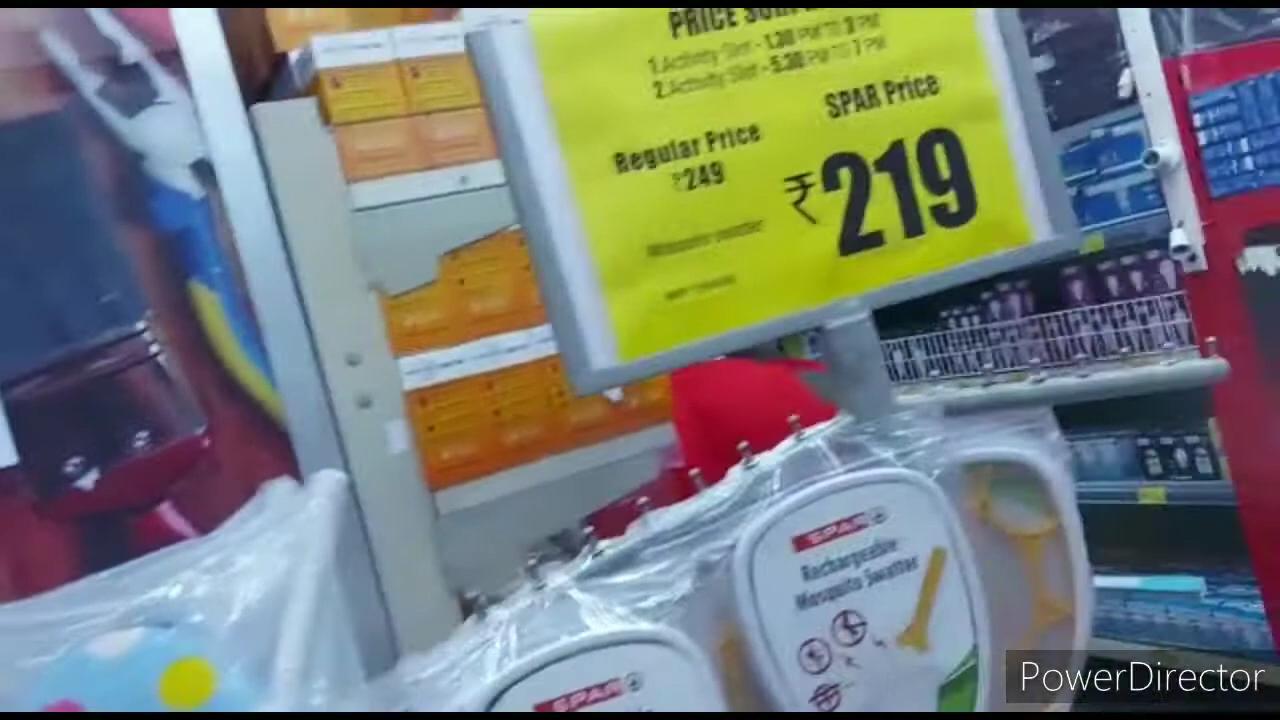 PRICE
1.Activity Slot - 1.30 PM TO 3 PM
2.Activity Slot - 5.30 PM TO 7 PM
SPAR Price
Regular Price
₹249
₹219
SPAR
Rechargeable
Mosquito Swatter
SPAR
PowerDirector